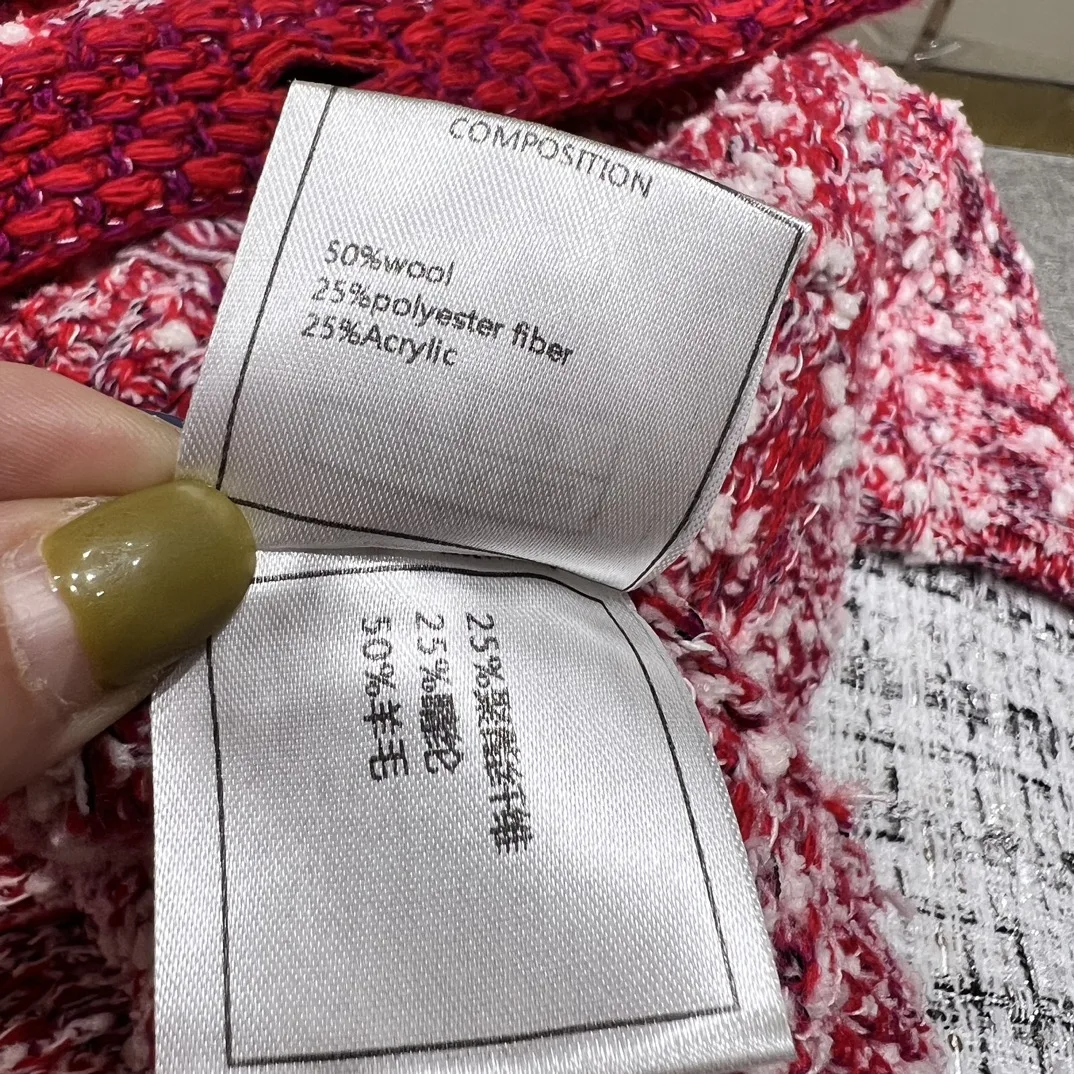 COMPOSITION
50%wool
25%polyester fiber
25%Acrylic
25%聚酯纤维
25%腈纶
50%羊毛